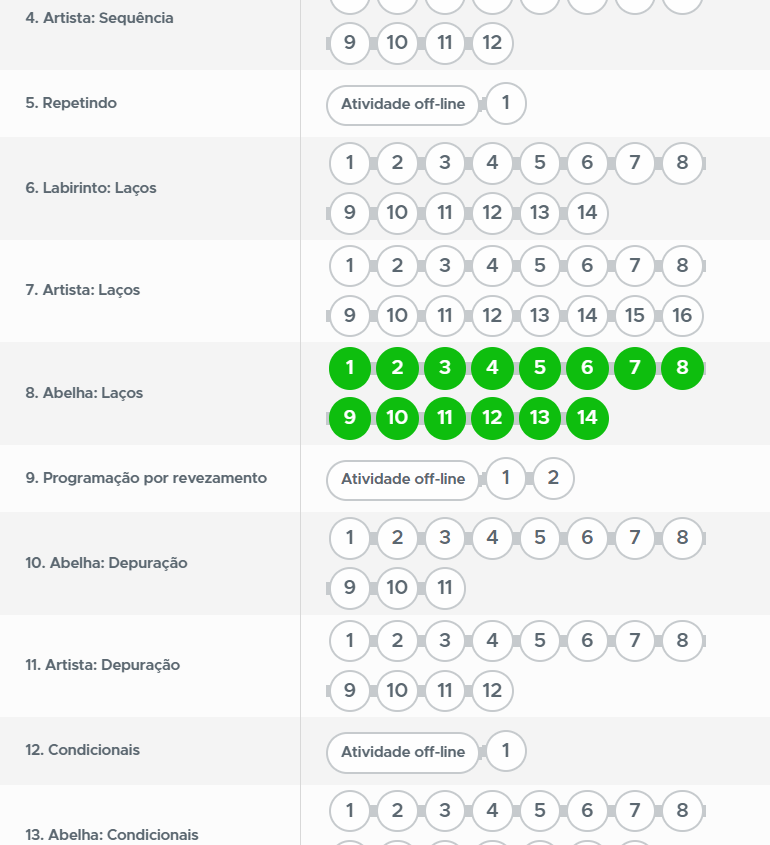 4. Artista: Sequência
9 10 11 12
5. Repetindo
Atividade off-line 1
6. Labirinto: Laços
1 2 3 4 5 6 7 8
9 10 11 12 13 14
7. Artista: Laços
1 2 3 4 5 6 7 8
9 10 11 12 13 14 15 16
8. Abelha: Laços
1 2 3 4 5 6 7 8
9 10 11 12 13 14
9. Programação por revezamento
Atividade off-line 1 2
10. Abelha: Depuração
1 2 3 4 5 6 7 8
9 10 11
11. Artista: Depuração
1 2 3 4 5 6 7 8
9 10 11 12
12. Condicionais
Atividade off-line 1
13. Abelha: Condicionais
1 2 3 4 5 6 7 8